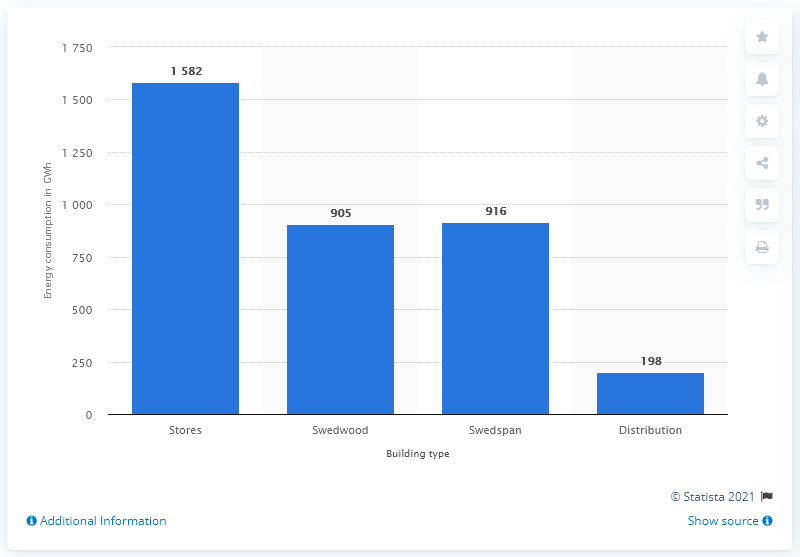 1 750
1 500
1 250
1 000
750
500
250
0
Energy consumption in GWh
1 582
905
916
198
Stores
Swedwood
Swedspan
Distribution
Building type
© Statista 2021
Additional Information
Show source